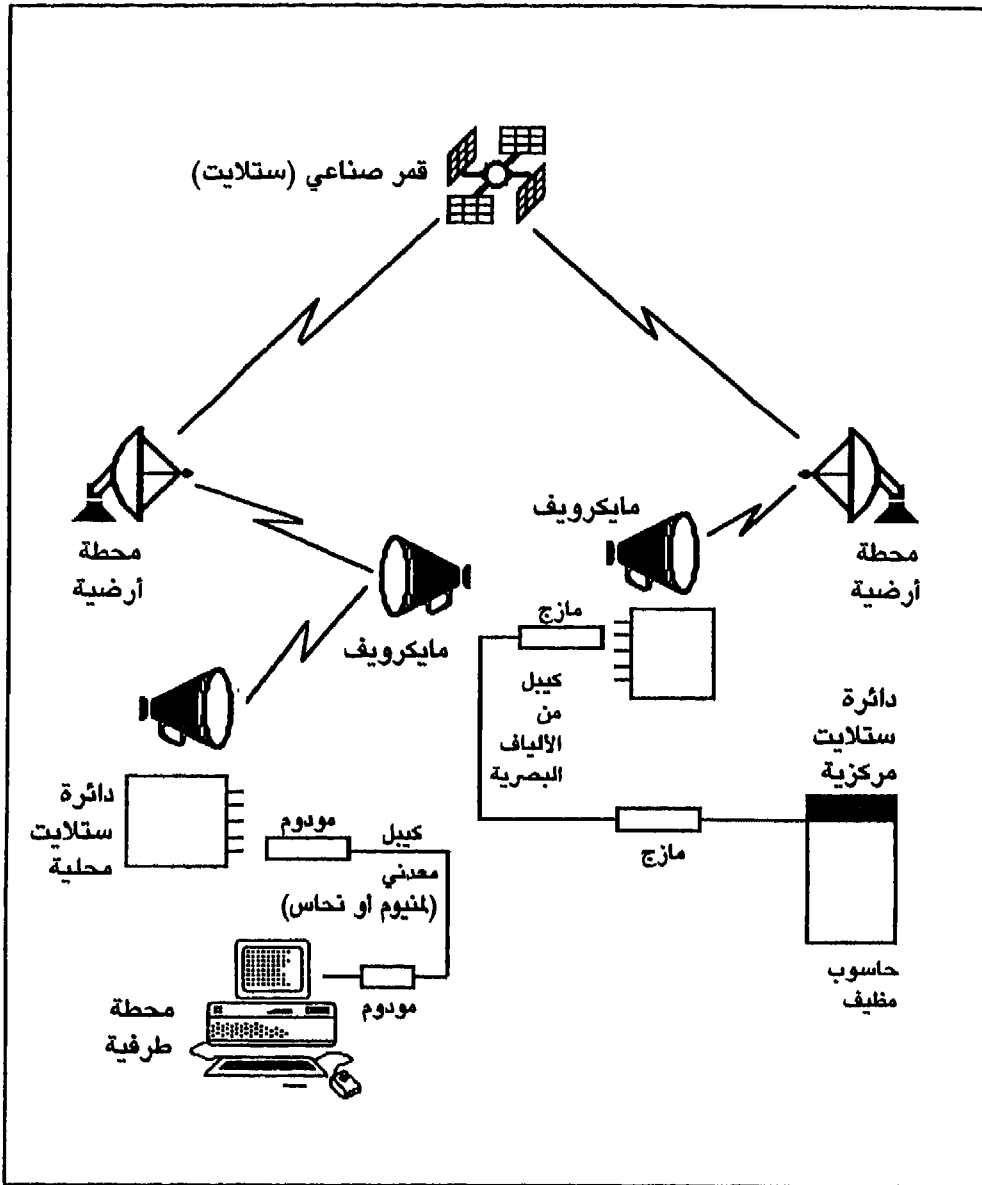 قمر صناعي (ستلايت)
محطة
أرضية
مايكرويف
مايكرويف
محطة
أرضية
مازج
كيبل
من
الألياف
البصرية
دائرة
ستلايت
مركزية
مازج
حاسوب
مظيف
دائرة
ستلايت
محلية
مودوم
كيبل
معدني
(لمنيوم أو نحاس)
مودوم
محطة
طرفية